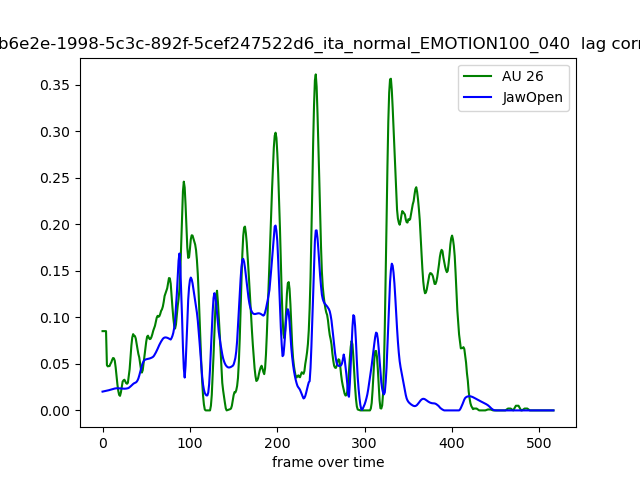 b6e2e-1998-5c3c-892f-5cef247522d6_ita_normal_EMOTION100_040 lag corr
AU 26
JawOpen
0.35
0.30
0.25
0.20
0.15
0.10
0.05
0.00
0 100 200 300 400 500
frame over time